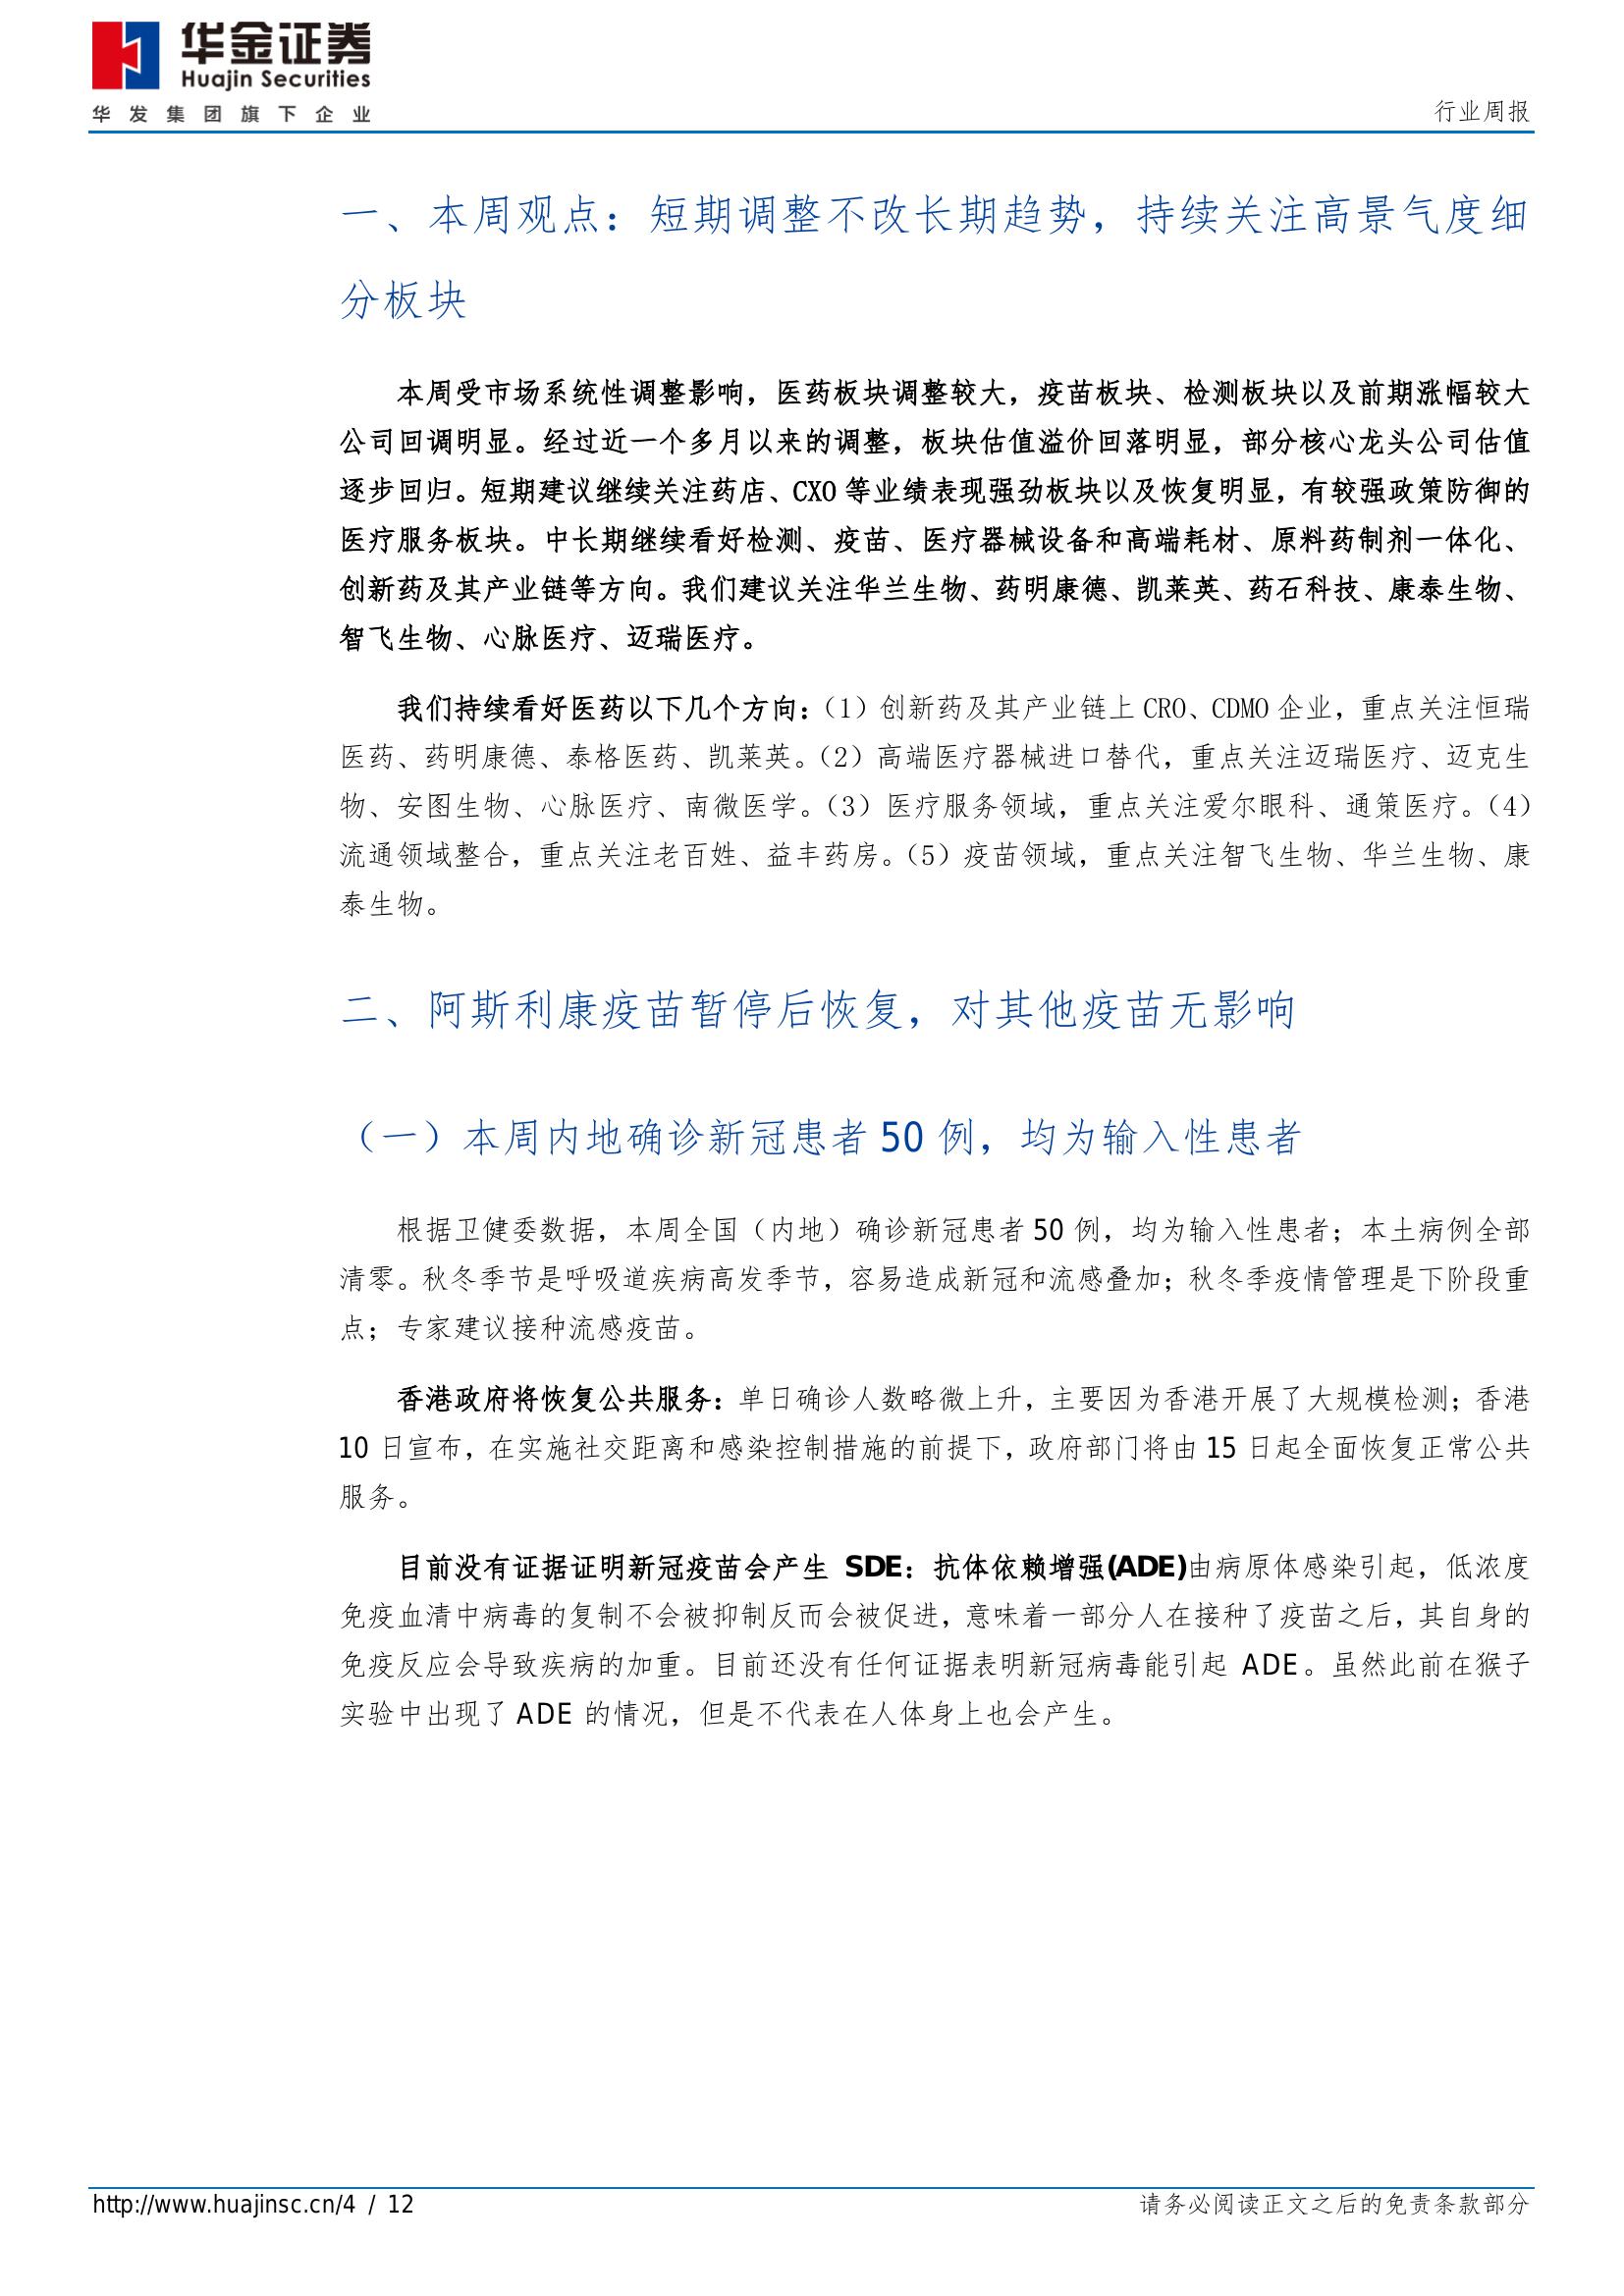 华金证券
Huajin Securities
华发集团旗下企业
行业周报
一、本周观点：短期调整不改长期趋势，持续关注高景气度细
分板块
本周受市场系统性调整影响，医药板块调整较大，疫苗板块、检测板块以及前期涨幅较大
公司回调明显。经过近一个多月以来的调整，板块估值溢价回落明显，部分核心龙头公司估值
逐步回归。短期建议继续关注药店、CXO 等业绩表现强劲板块以及恢复明显，有较强政策防御的
医疗服务板块。中长期继续看好检测、疫苗、医疗器械设备和高端耗材、原料药制剂一体化、
创新药及其产业链等方向。我们建议关注华兰生物、药明康德、凯莱英、药石科技、康泰生物、
智飞生物、心脉医疗、迈瑞医疗。
我们持续看好医药以下几个方向：（1）创新药及其产业链上 CRO、CDMO 企业，重点关注恒瑞
医药、药明康德、泰格医药、凯莱英。（2）高端医疗器械进口替代，重点关注迈瑞医疗、迈克生
物、安图生物、心脉医疗、南微医学。（3）医疗服务领域，重点关注爱尔眼科、通策医疗。（4）
流通领域整合，重点关注老百姓、益丰药房。（5）疫苗领域，重点关注智飞生物、华兰生物、康
泰生物。
二、阿斯利康疫苗暂停后恢复，对其他疫苗无影响
（一）本周内地确诊新冠患者 50 例，均为输入性患者
根据卫健委数据，本周全国（内地）确诊新冠患者 50 例，均为输入性患者；本土病例全部
清零。秋冬季节是呼吸道疾病高发季节，容易造成新冠和流感叠加；秋冬季疫情管理是下阶段重
点；专家建议接种流感疫苗。
香港政府将恢复公共服务：单日确诊人数略微上升，主要因为香港开展了大规模检测；香港
10 日宣布，在实施社交距离和感染控制措施的前提下，政府部门将由 15 日起全面恢复正常公共
服务。
目前没有证据证明新冠疫苗会产生 SDE：抗体依赖增强(ADE)由病原体感染引起，低浓度
免疫血清中病毒的复制不会被抑制反而会被促进，意味着一部分人在接种了疫苗之后，其自身的
免疫反应会导致疾病的加重。目前还没有任何证据表明新冠病毒能引起 ADE。虽然此前在猴子
实验中出现了 ADE 的情况，但是不代表在人体身上也会产生。
http://www.huajinsc.cn/4 / 12
请务必阅读正文之后的免责条款部分